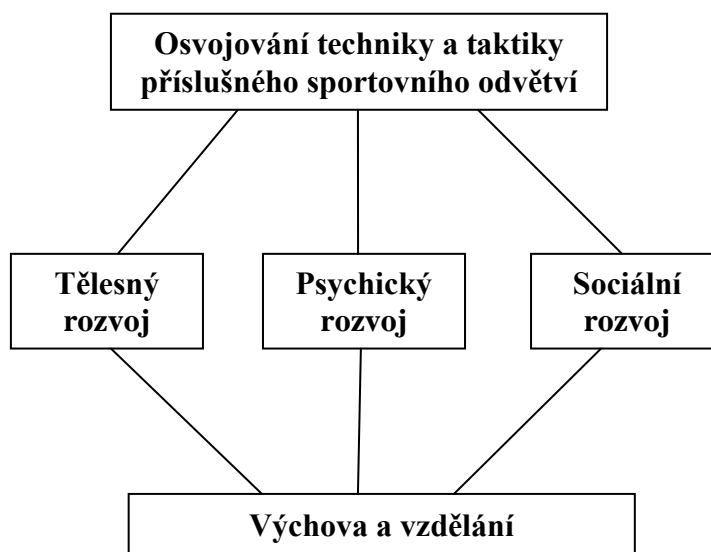 Osvojování techniky a taktiky
příslušného sportovního odvětví
Tělesný
rozvoj
Psychický
rozvoj
Sociální
rozvoj
Výchova a vzdělání